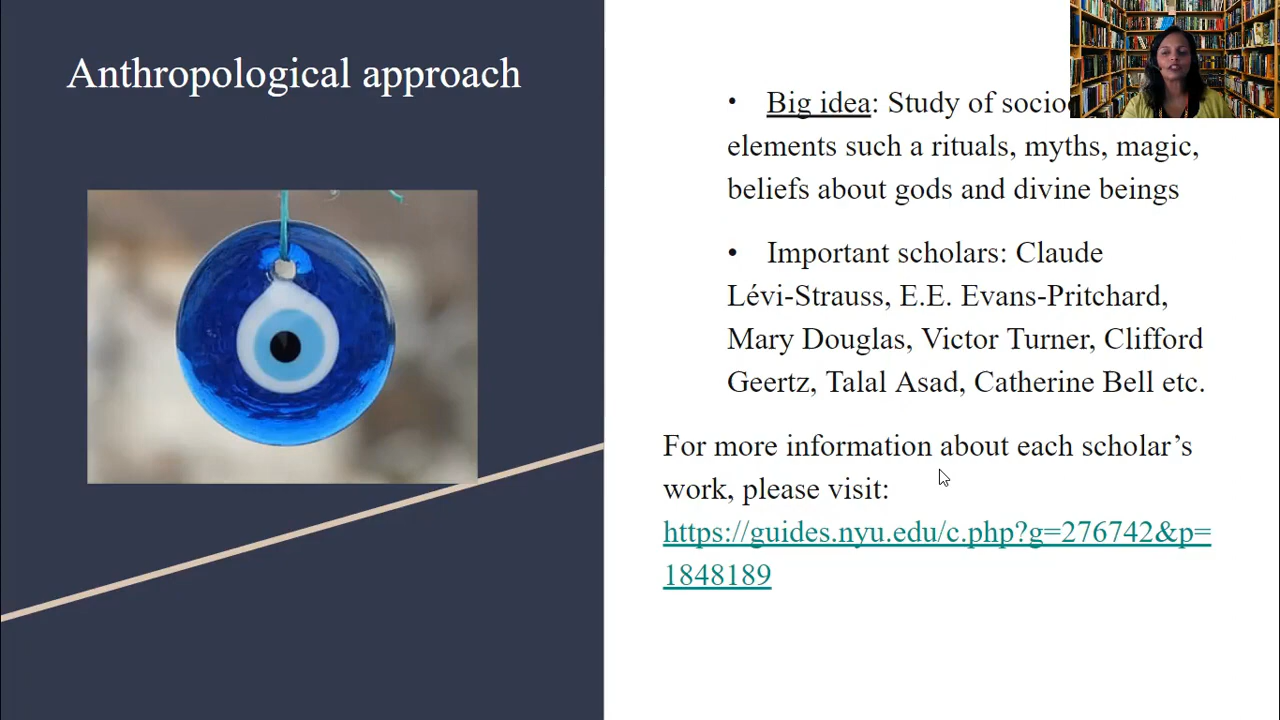 Anthropological approach
• Big idea: Study of
elements such a rituals, myths, magic,
beliefs about gods and divine beings
• Important scholars: Claude
Lévi-Strauss, E.E. Evans-Pritchard,
Mary Douglas, Victor Turner, Clifford
Geertz, Talal Asad, Catherine Bell etc.
For more information about each scholar’s
work, please visit:
https://guides.nyu.edu/c.php?g=276742&p=
1848189